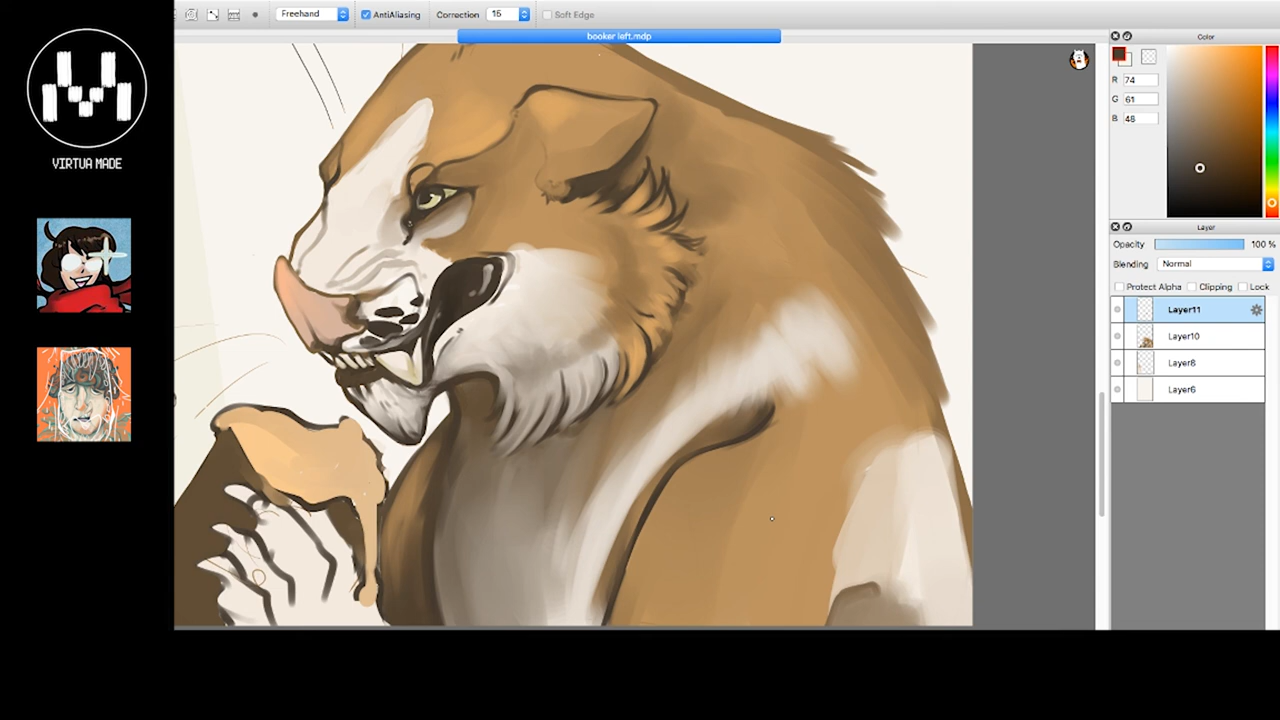 Freehand
AntiAliasing
Correction
16
Soft Edge
booker left.mdp
Color
R
74
G
61
B
46
VIRTUA MADE
Layer
Opacity
100 %
Blending
Normal
Protect Alpha
Clipping
Lock
Layer11
Layer10
Layer8
Layer6